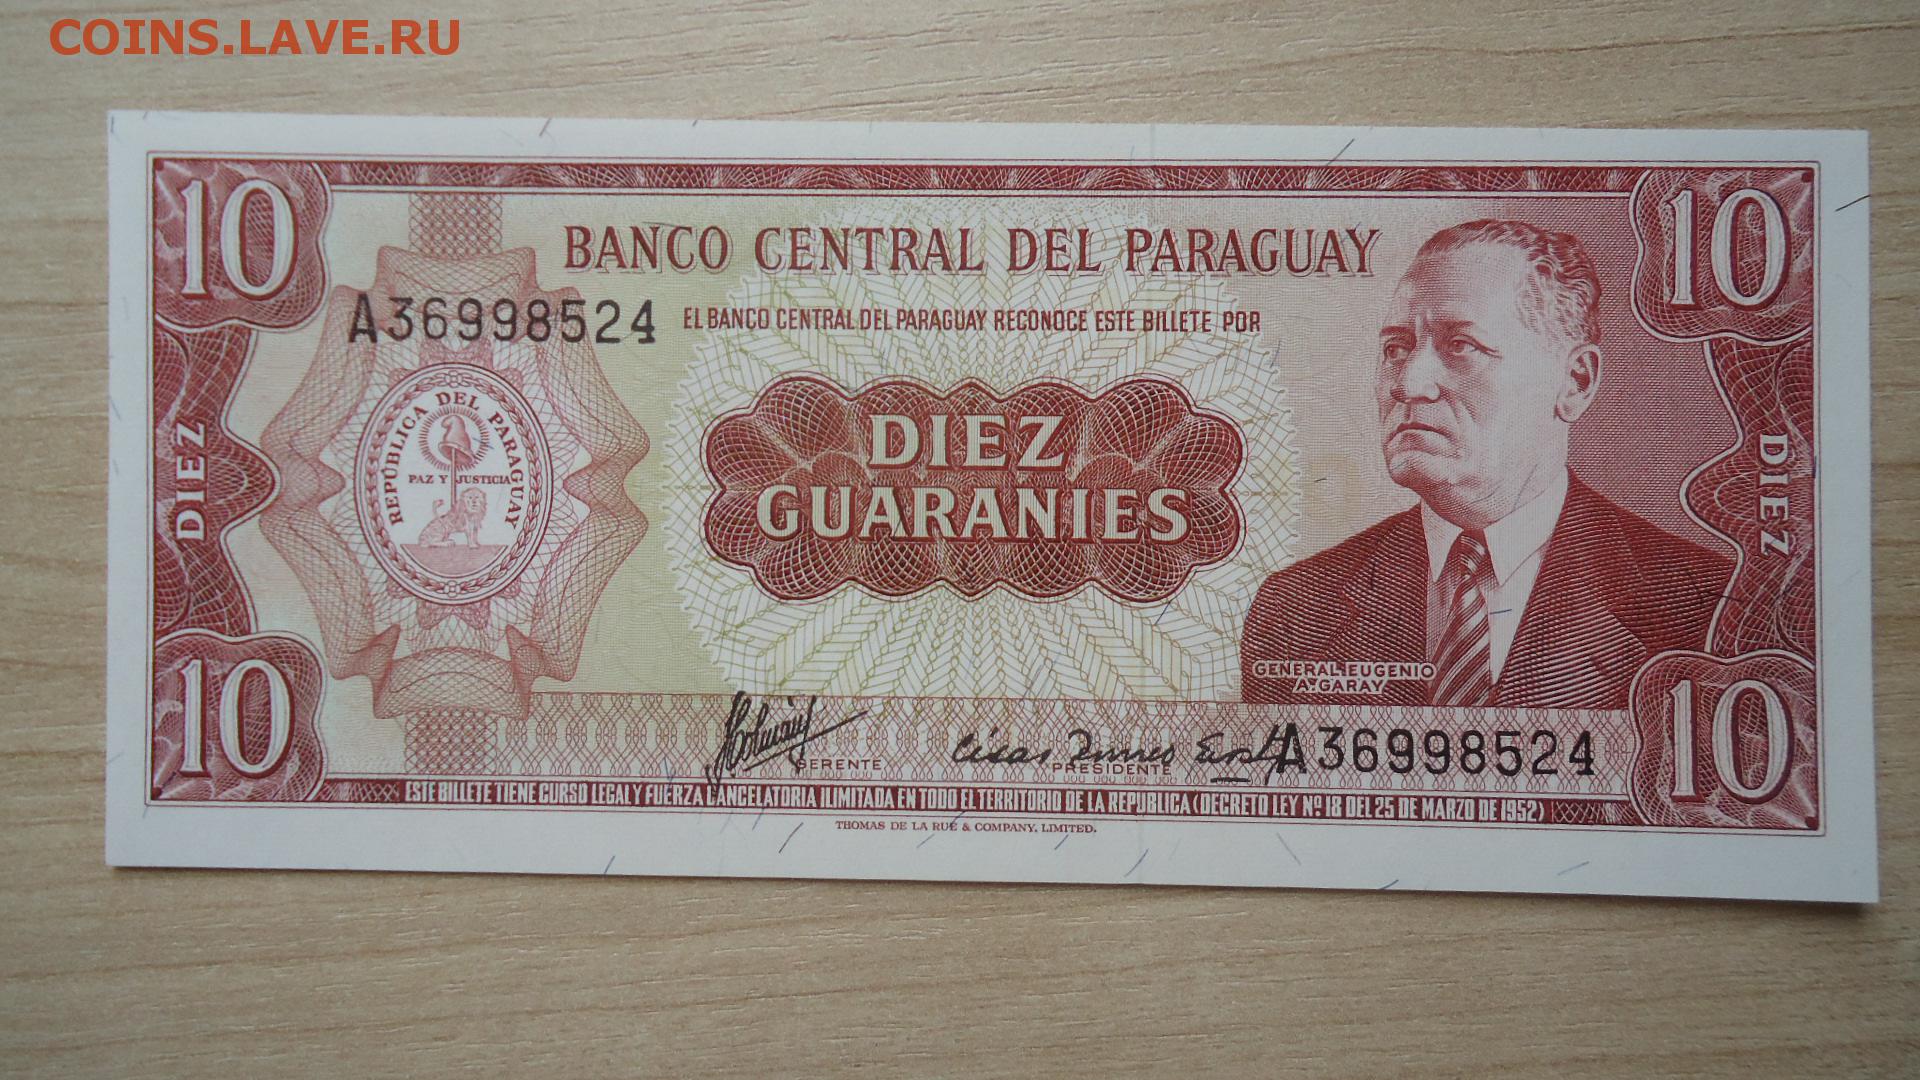 COINS.LAVE.RU
10
10
BANCO CENTRAL DEL PARAGUAY
A36998524
EL BANCO CENTRAL DEL PARAGUAY RECONOCE ESTE BILLETE POR
REPÚBLICA DEL PARAGUAY
PAZ Y JUSTICIA
DIEZ
DIEZ
GUARANIES
DIEZ
GENERAL EUGENIO
A. GARAY
10
10
GERENTE
PRESIDENTE
A36998524
ESTE BILLETE TIENE CURSO LEGAL Y FUERZA CANCELATORIA ILIMITADA EN TODO EL TERRITORIO DE LA REPUBLICA (DECRETO LEY Nº 18 DEL 25 DE MARZO DE 1952)
THOMAS DE LA RUE & COMPANY, LIMITED.